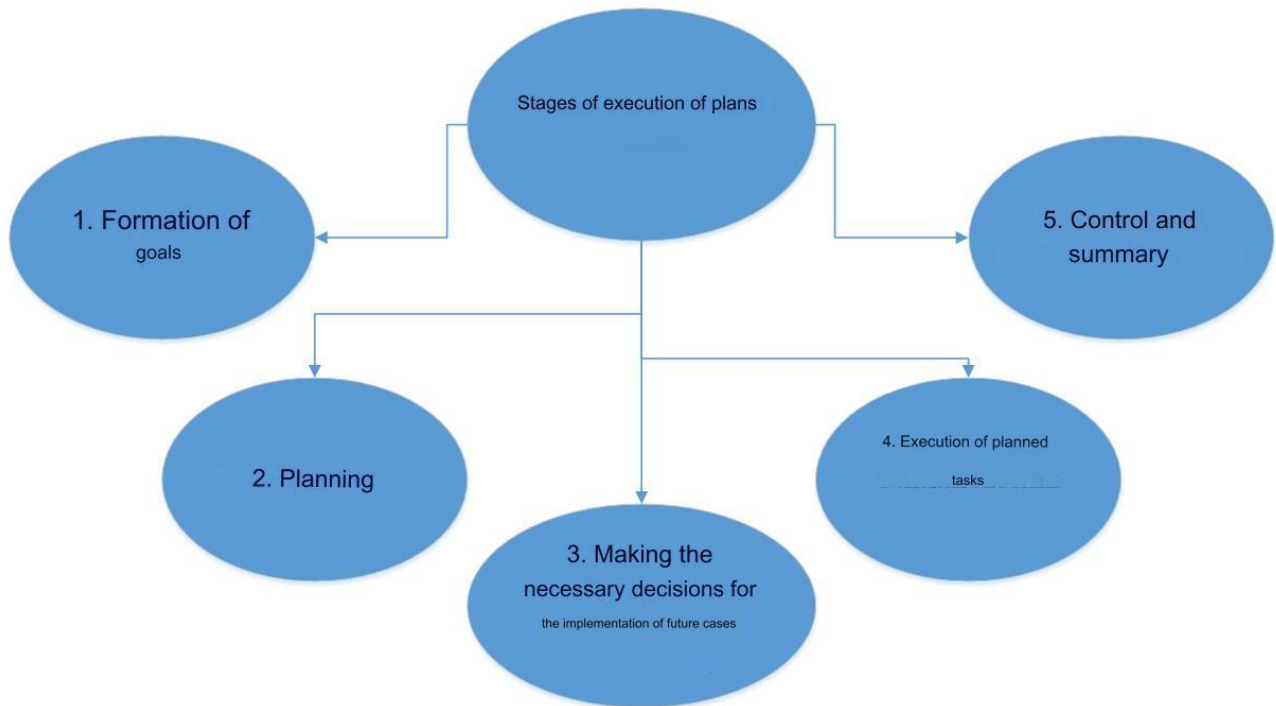 Stages of execution of plans
1. Formation of
goals
5. Control and
summary
2. Planning
4. Execution of planned
tasks
3. Making the
necessary decisions for
the implementation of future cases